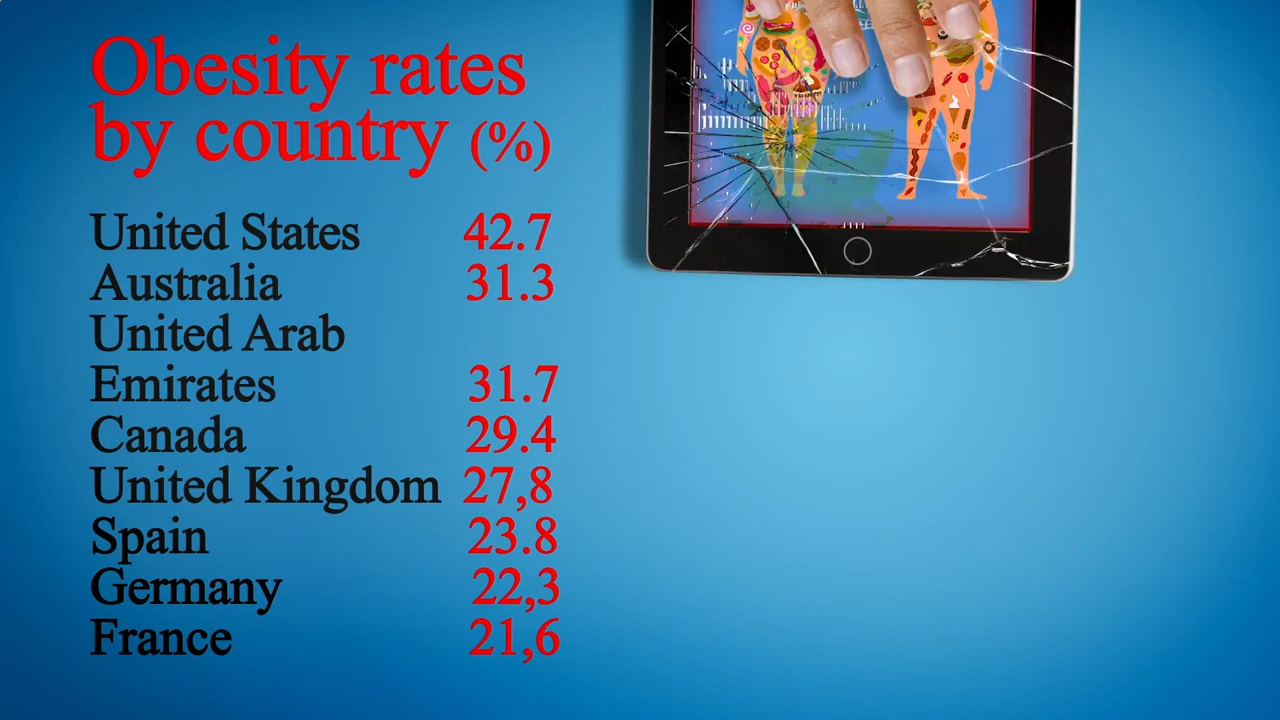 Obesity rates
by country (%)
United States 42.7
Australia 31.3
United Arab
Emirates 31.7
Canada 29.4
United Kingdom 27,8
Spain 23.8
Germany 22,3
France 21,6